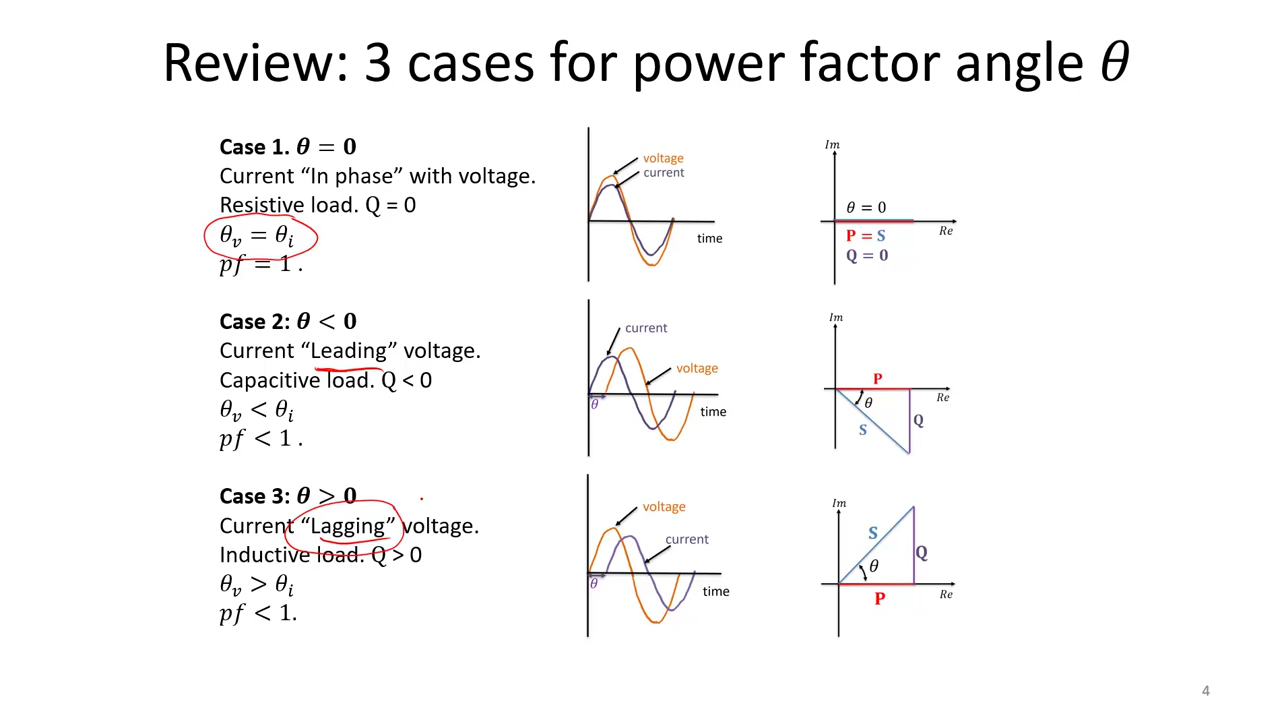 Review: 3 cases for power factor angle θ
Case 1. θ = 0
Current “In phase” with voltage.
Resistive load. Q = 0
θᵥ = θᵢ
pf = 1 .
voltage
current
time
Im
θ = 0
Re
P = S
Q = 0
Case 2: θ < 0
Current “Leading” voltage.
Capacitive load. Q < 0
θᵥ < θᵢ
pf < 1 .
current
voltage
θ
time
Im
P
Re
θ
S
Q
Case 3: θ > 0
Current “Lagging” voltage.
Inductive load. Q > 0
θᵥ > θᵢ
pf < 1.
voltage
current
θ
time
Im
S
Q
θ
Re
P
4